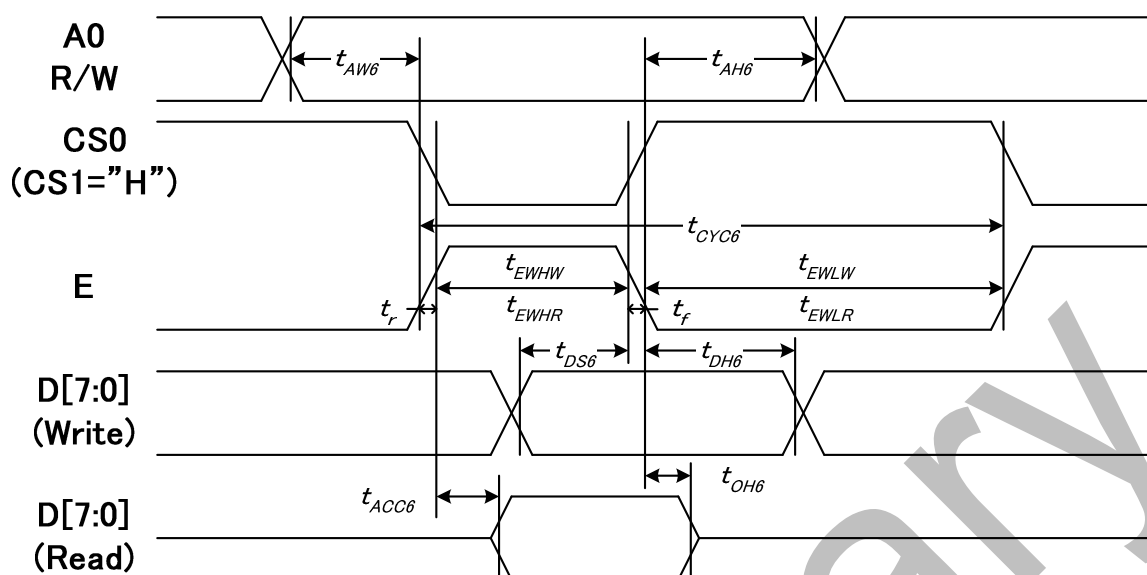 A0
R/W
tAW6
tAH6
CS0
(CS1="H")
tCYC6
E
tEWHW
tEWLW
tr
tEWHR
tf
tEWLR
tDS6
tDH6
D[7:0]
(Write)
tACC6
tOH6
D[7:0]
(Read)
ary